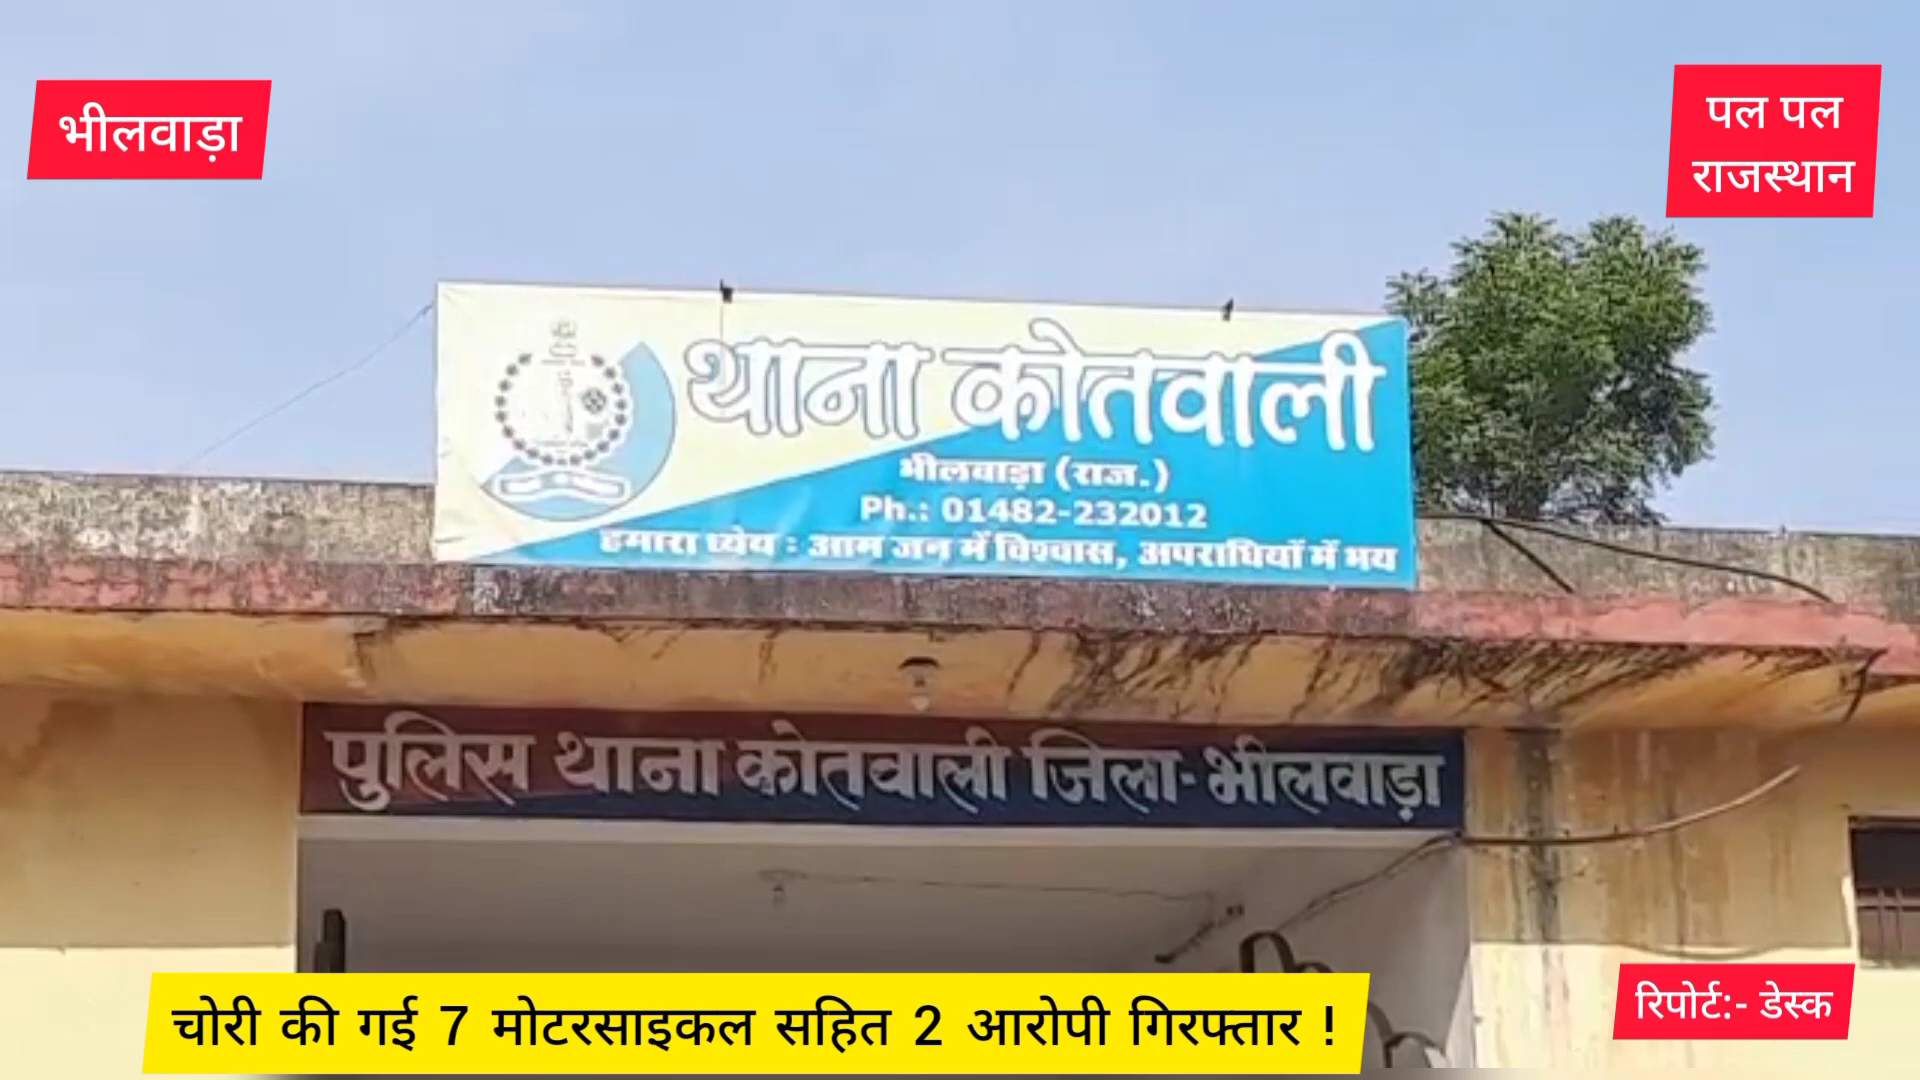 भीलवाड़ा
पल पल
राजस्थान
थाना कोतवाली
भीलवाड़ा (राज.)
Ph.: 01482-232012
हमारा ध्येय : आम जन में विश्वास, अपराधियों में भय
पुलिस थाना कोतवाली जिला-भीलवाड़ा
चोरी की गई 7 मोटरसाइकल सहित 2 आरोपी गिरफ्तार !
रिपोर्ट:- डेस्क